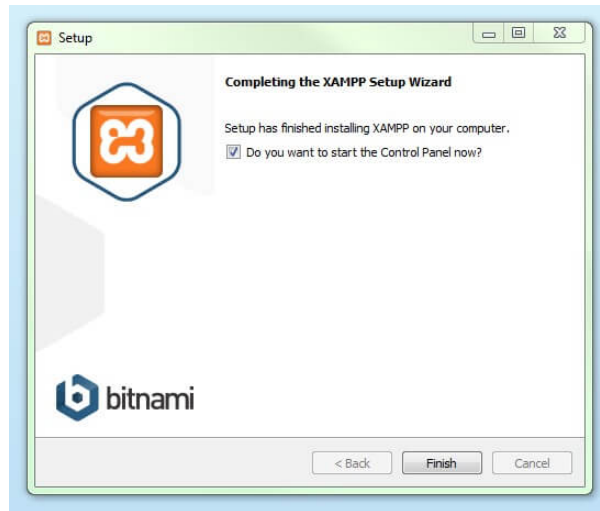 Setup
Completing the XAMPP Setup Wizard
Setup has finished installing XAMPP on your computer.
Do you want to start the Control Panel now?
bitnami
< Back
Finish
Cancel